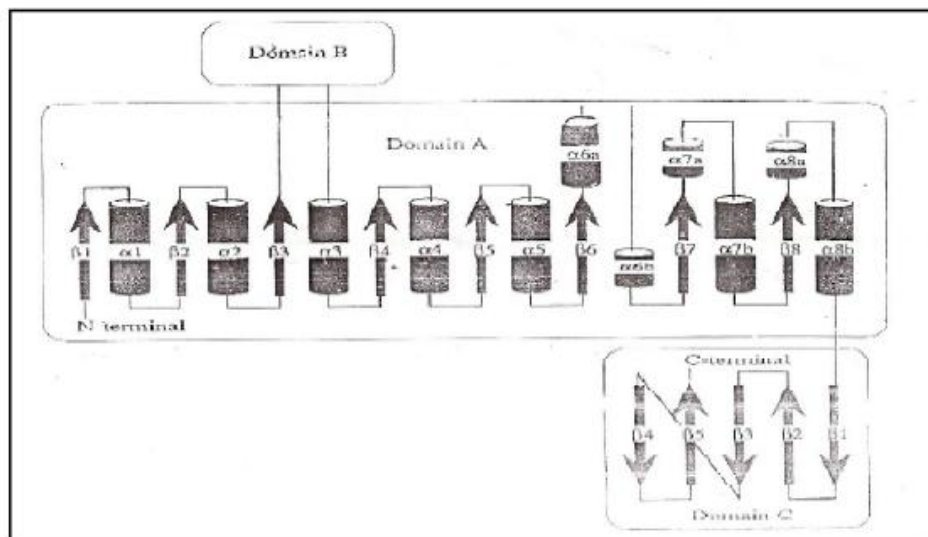 Domain B
Domain A
α6a
α7a
α8a
β1
α1
β2
α2
β3
α3
β4
α4
β5
α5
β6
α6b
β7
α7b
β8
α8b
N terminal
C-terminal
β4
β5
β3
β2
β1
Domain C